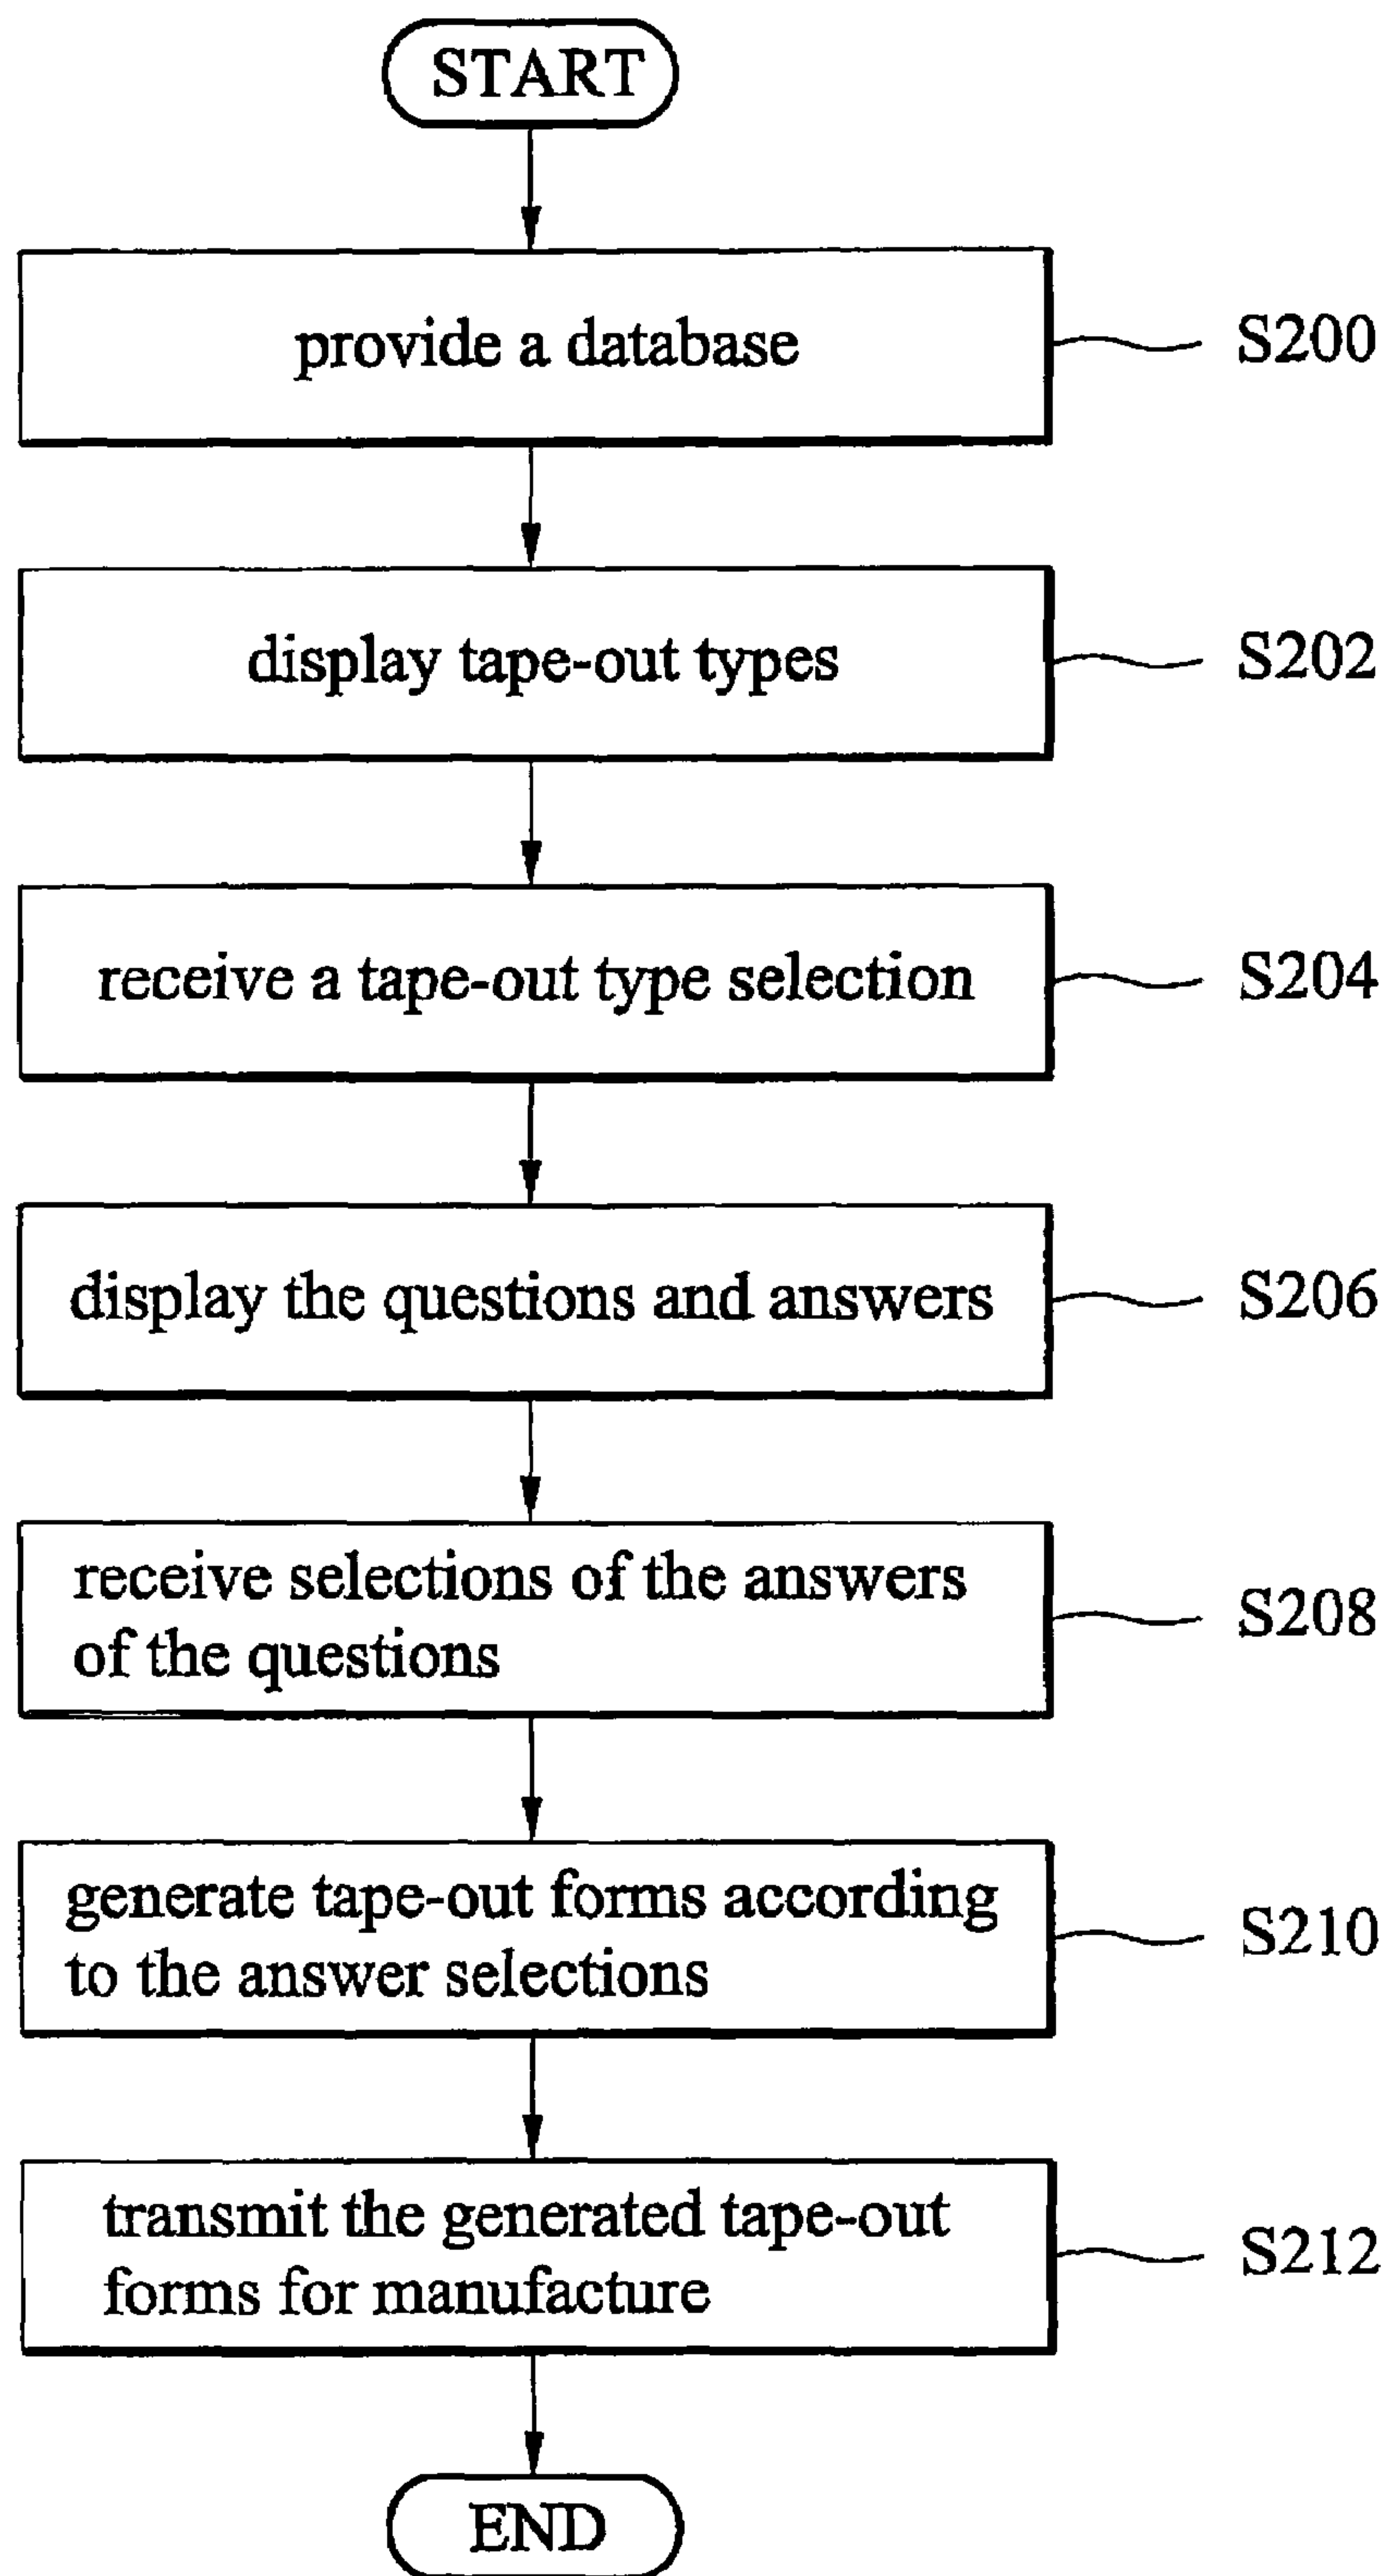 START
provide a database
S200
display tape-out types
S202
receive a tape-out type selection
S204
display the questions and answers
S206
receive selections of the answers
of the questions
S208
generate tape-out forms according
to the answer selections
S210
transmit the generated tape-out
forms for manufacture
S212
END